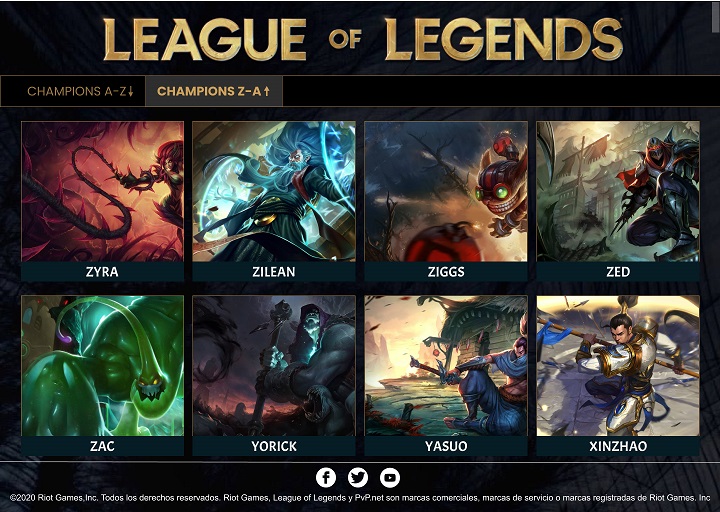 LEAGUE OF LEGENDS
CHAMPIONS A-Z↓ CHAMPIONS Z-A↑
ZYRA ZILEAN ZIGGS ZED
ZAC YORICK YASUO XINZHAO
©2020 Riot Games,Inc. Todos los derechos reservados. Riot Games, League of Legends y PvP.net son marcas comerciales, marcas de servicio o marcas registradas de Riot Games. Inc